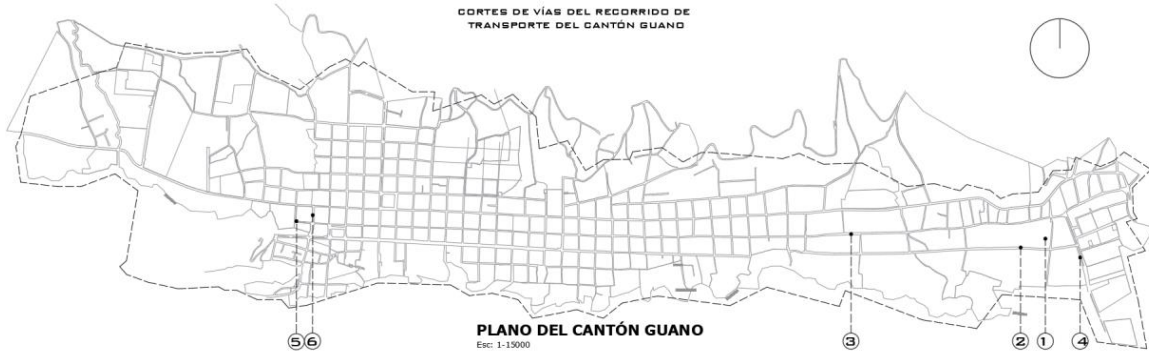 CORTES DE VÍAS DEL RECORRIDO DE
TRANSPORTE DEL CANTÓN GUANO
PLANO DEL CANTÓN GUANO
Esc: 1-15000
5 6 3 2 1 4